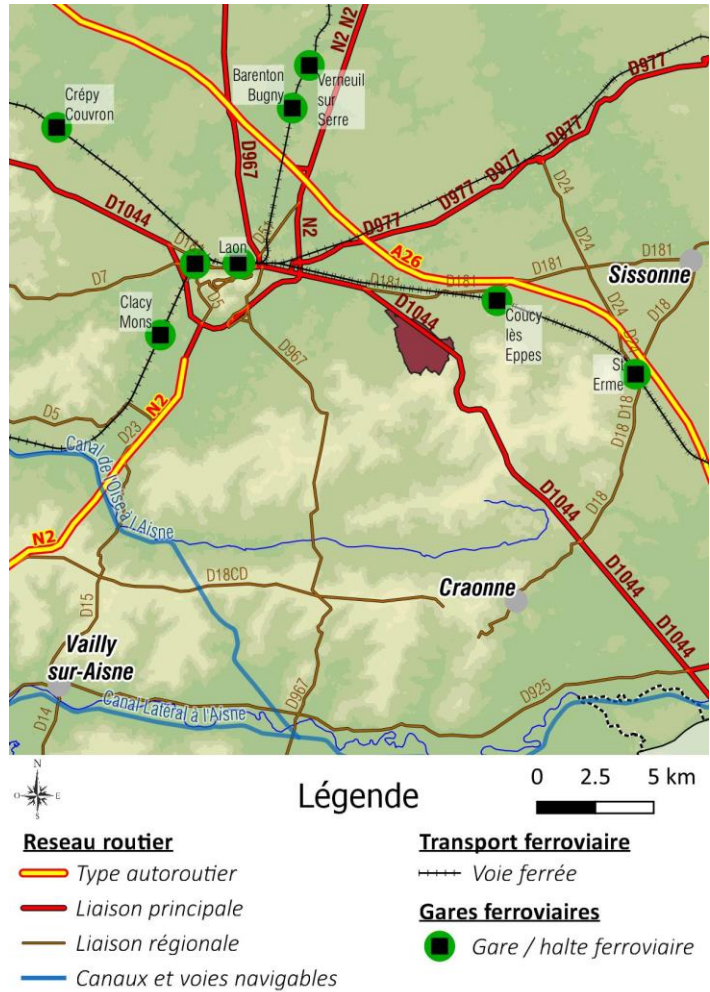 N2
N2
D977
Barenton
Bugny
Verneuil
sur
Serre
Crépy
Couvron
D977
D977
D977
D967
D24
D1044
D51
N2
D977
D24
Laon
A26
D181
Sissonne
D7
D181
D181
D24
D18
Clacy
Mons
D1044
Coucy
lès
Eppes
D967
St
Erme
D18
D5
N2
D23
D18
Canal de l'Oise à l'Aisne
D18
N2
D1044
D18CD
D15
Craonne
D1044
Vailly
sur-Aisne
D1044
D967
D925
Canal Latéral à l'Aisne
D14
N
O
E
S
Légende
0 2.5 5 km
Reseau routier
Type autoroutier
Liaison principale
Liaison régionale
Canaux et voies navigables
Transport ferroviaire
Voie ferrée
Gares ferroviaires
Gare / halte ferroviaire